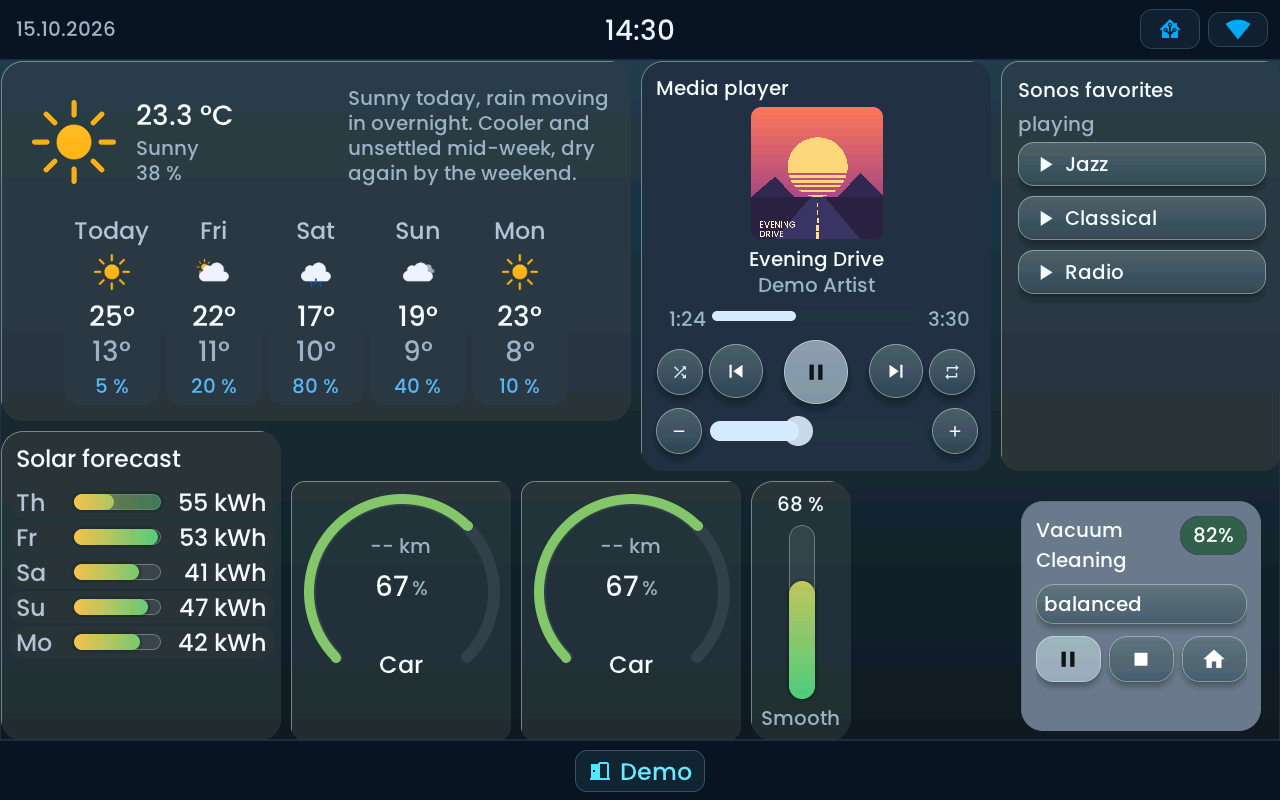 15.10.2026
14:30
23.3 °C
Sunny
38 %
Sunny today, rain moving
in overnight. Cooler and
unsettled mid-week, dry
again by the weekend.
Today Fri Sat Sun Mon
25° 22° 17° 19° 23°
13° 11° 10° 9° 8°
5 % 20 % 80 % 40 % 10 %
Media player
EVENING
DRIVE
Evening Drive
Demo Artist
1:24 3:30
Sonos favorites
playing
Jazz
Classical
Radio
Solar forecast
Th 55 kWh
Fr 53 kWh
Sa 41 kWh
Su 47 kWh
Mo 42 kWh
-- km
67 %
Car
-- km
67 %
Car
68 %
Smooth
Vacuum
Cleaning
82%
balanced
Demo